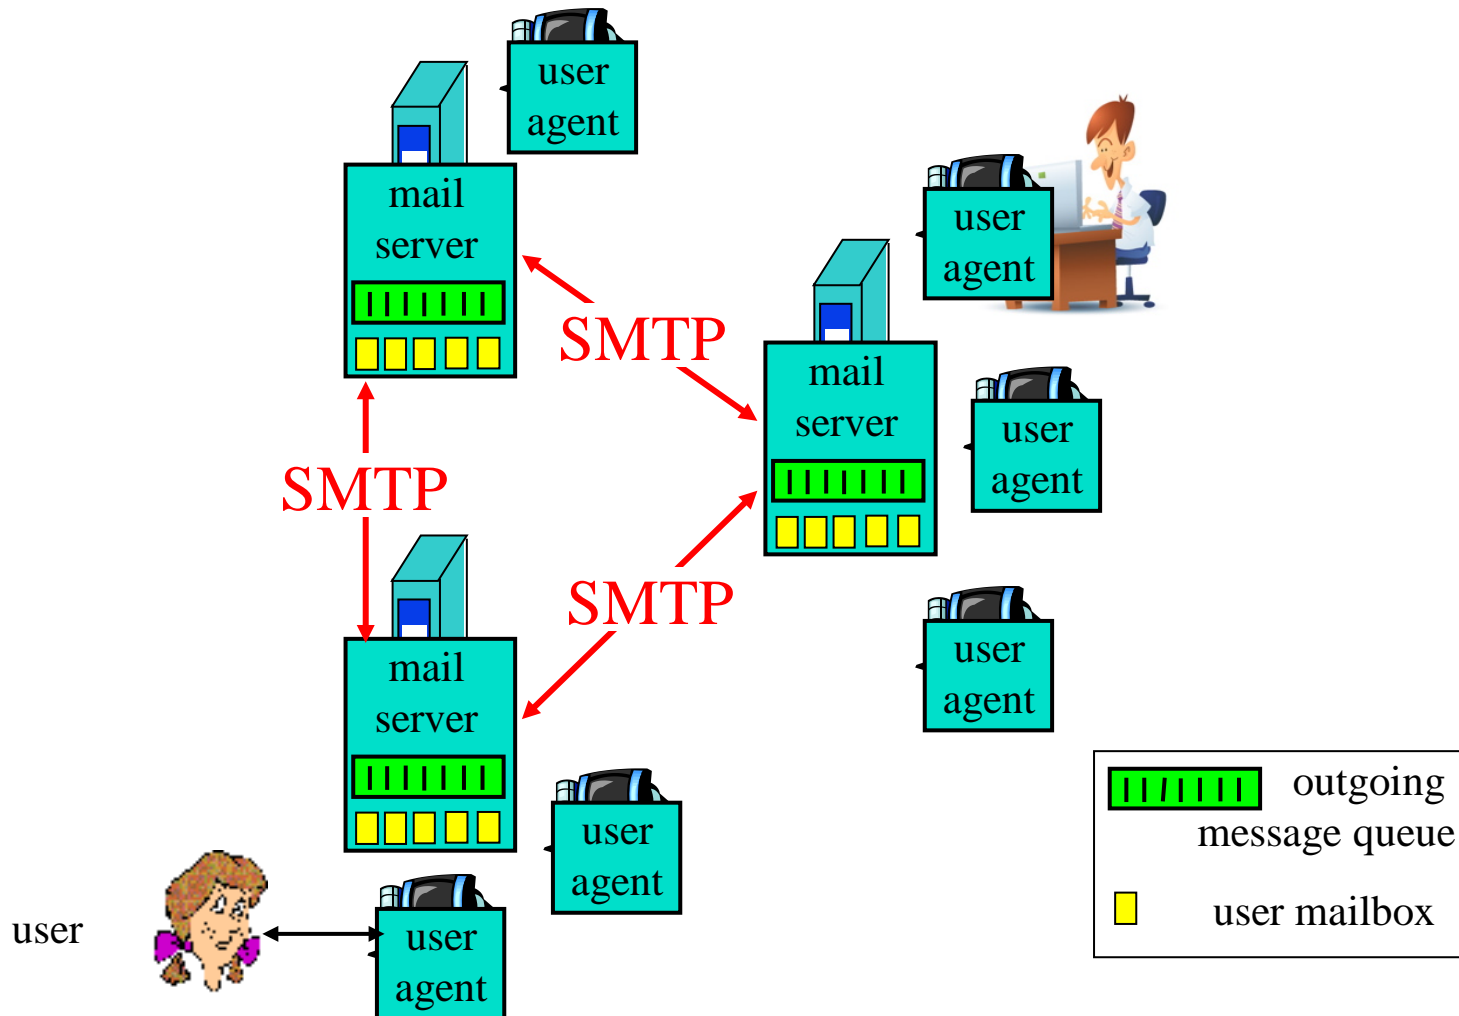 user
agent
mail
server
user
agent
SMTP
mail
server
user
agent
SMTP
SMTP
user
agent
mail
server
outgoing
message queue
user
agent
user mailbox
user
user
agent